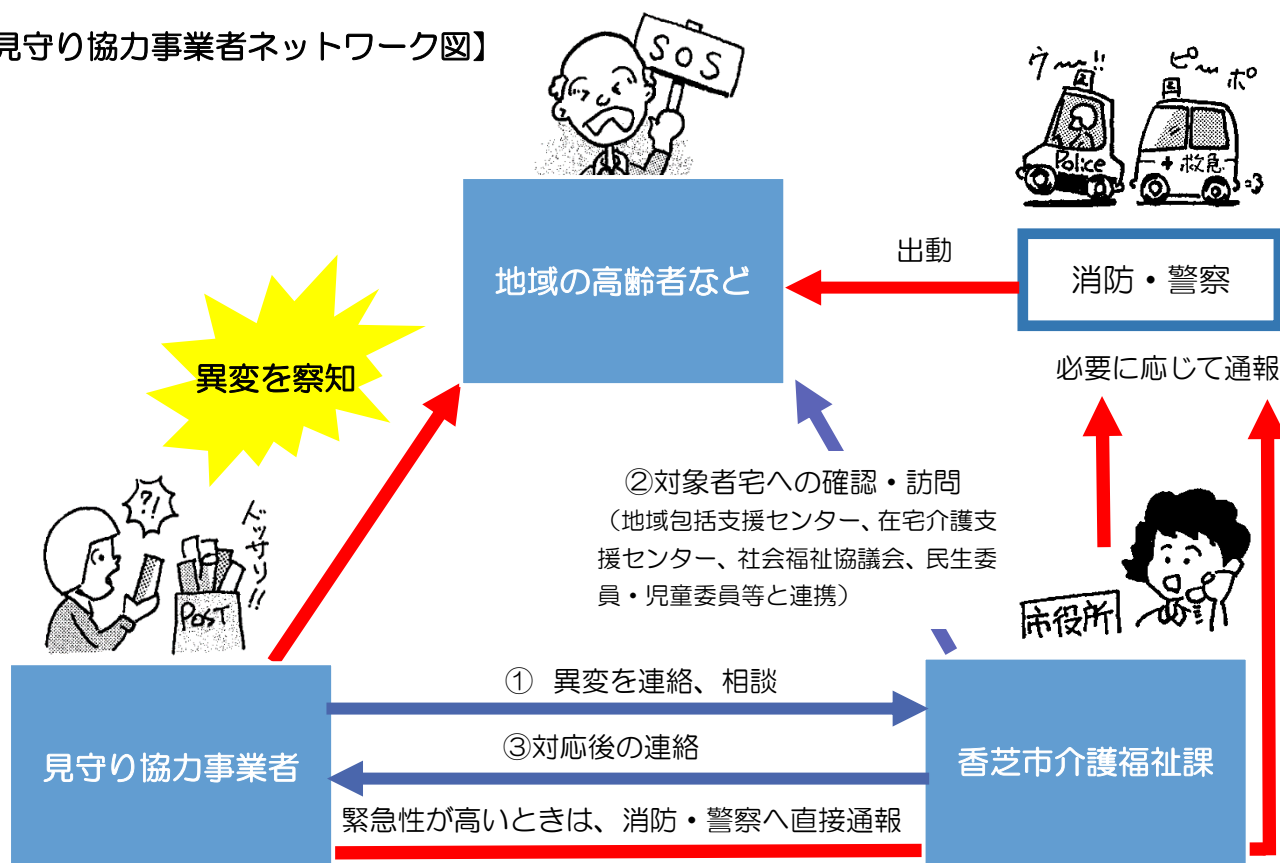 見守り協力事業者ネットワーク図】
SOS
ウ〜!!
ピ〜ポ
Police
+救急
地域の高齢者など
出動
消防・警察
異変を察知
必要に応じて通報
?!
ドッサリ!!
POST
②対象者宅への確認・訪問
（地域包括支援センター、在宅介護支
援センター、社会福祉協議会、民生委
員・児童委員等と連携）
市役所
① 異変を連絡、相談
③対応後の連絡
見守り協力事業者
香芝市介護福祉課
緊急性が高いときは、消防・警察へ直接通報